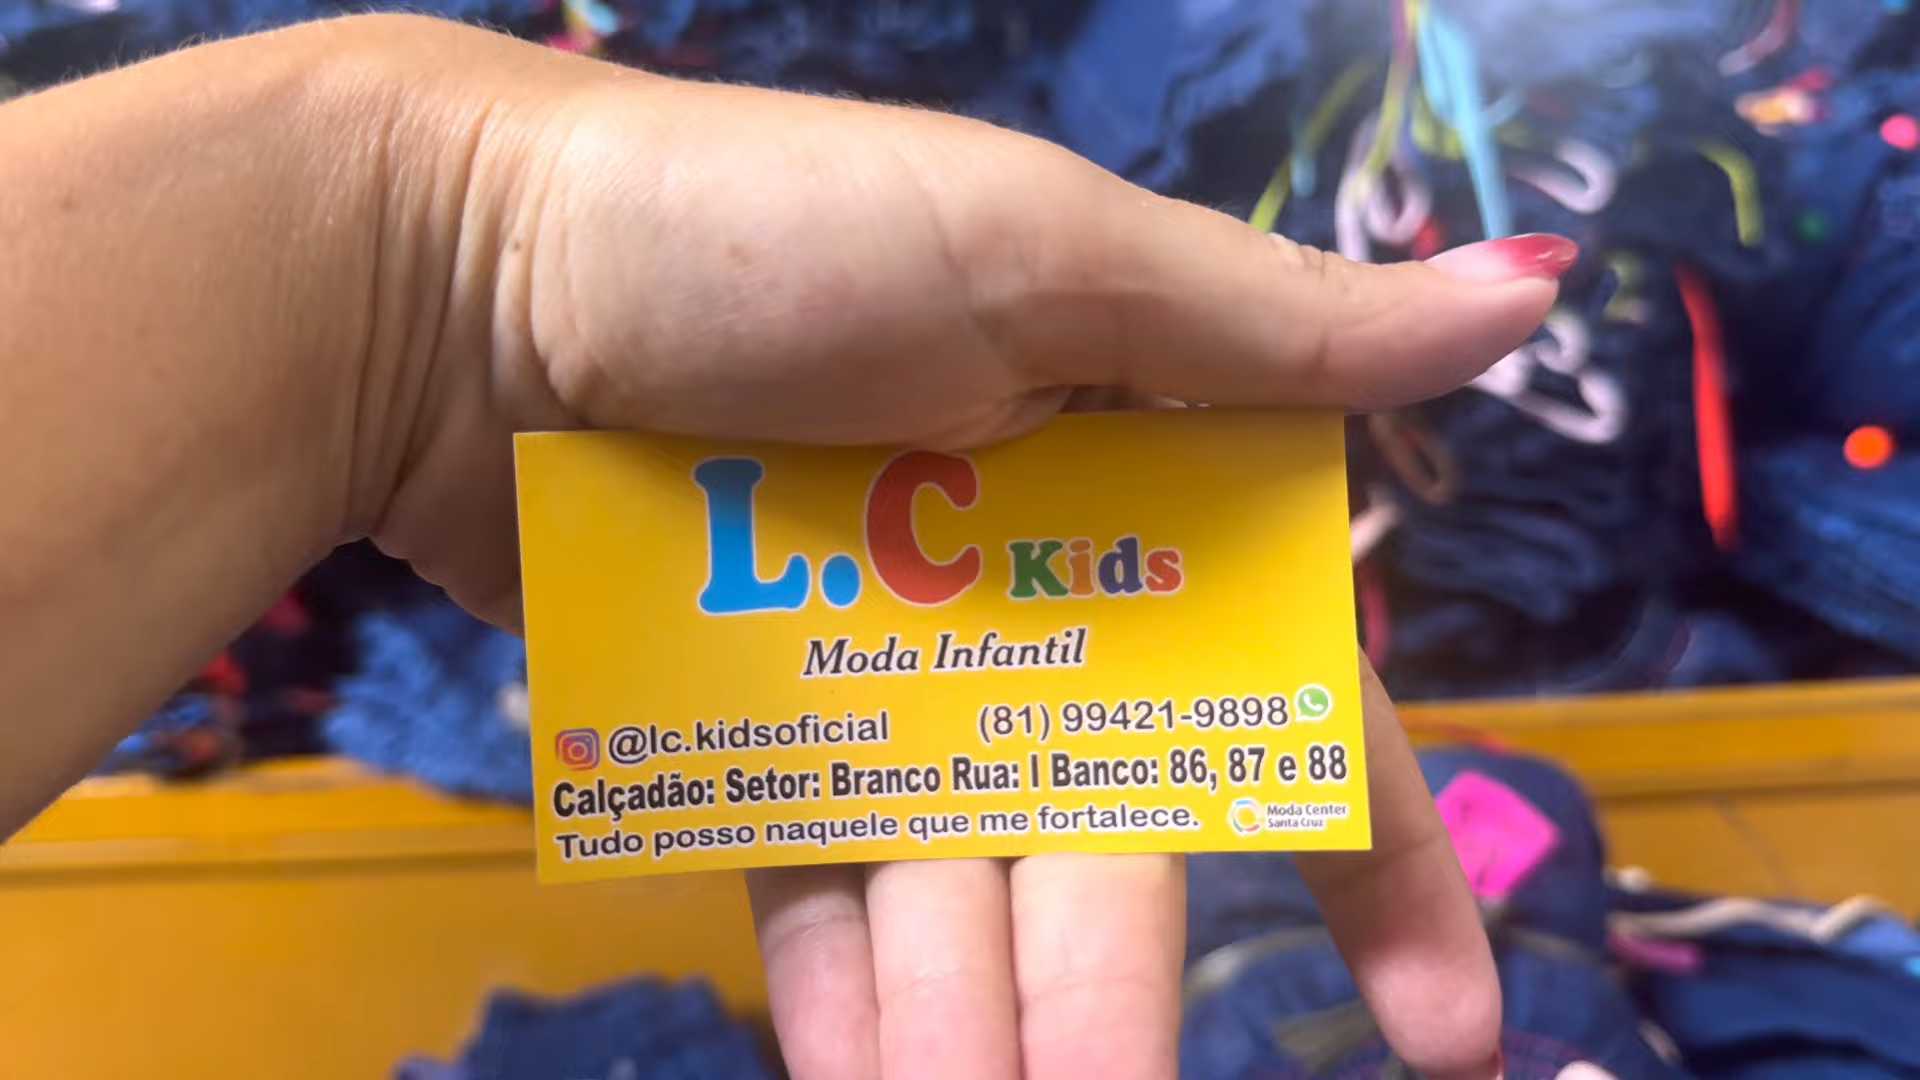 L.C Kids
Moda Infantil
@lc.kidsoficial (81) 99421-9898
Calçadão: Setor: Branco Rua: I Banco: 86, 87 e 88
Tudo posso naquele que me fortalece.
Moda Center
Santa Cruz